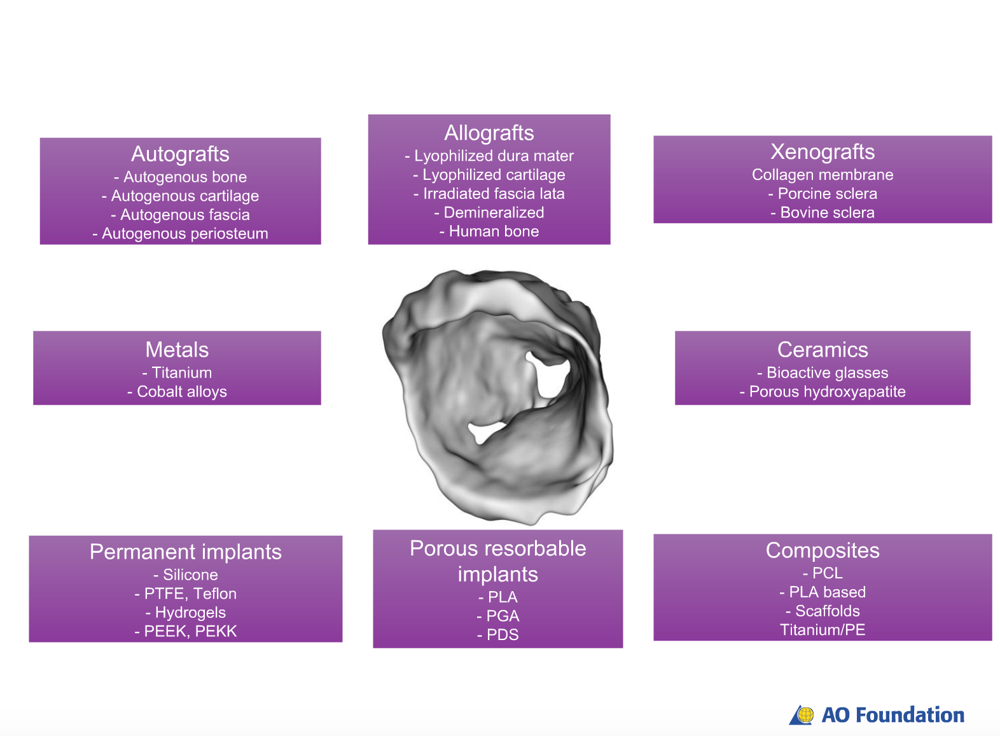 Autografts
- Autogenous bone
- Autogenous cartilage
- Autogenous fascia
- Autogenous periosteum
Allografts
- Lyophilized dura mater
- Lyophilized cartilage
- Irradiated fascia lata
- Demineralized
- Human bone
Xenografts
Collagen membrane
- Porcine sclera
- Bovine sclera
Metals
- Titanium
- Cobalt alloys
Ceramics
- Bioactive glasses
- Porous hydroxyapatite
Permanent implants
- Silicone
- PTFE, Teflon
- Hydrogels
- PEEK, PEKK
Porous resorbable
implants
- PLA
- PGA
- PDS
Composites
- PCL
- PLA based
- Scaffolds
Titanium/PE
AO Foundation